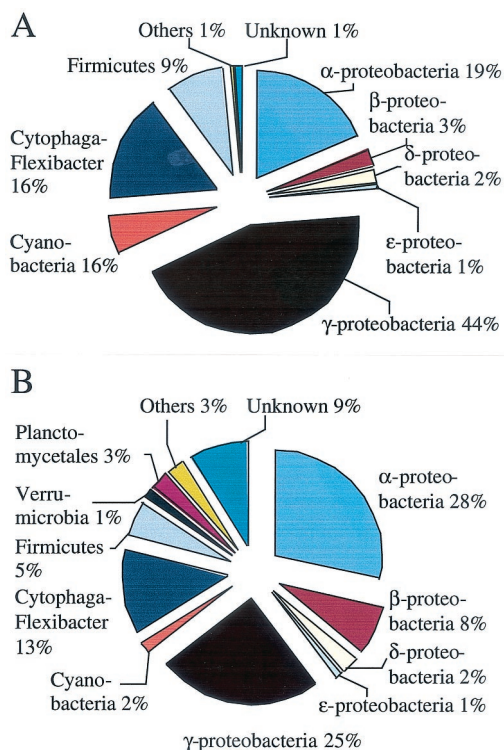 A
Others 1%
Unknown 1%
Firmicutes 9%
α-proteobacteria 19%
β-proteo-
bacteria 3%
δ-proteo-
bacteria 2%
Cytophaga-
Flexibacter
16%
Cyano-
bacteria 16%
ε-proteo-
bacteria 1%
γ-proteobacteria 44%
B
Others 3%
Unknown 9%
Plancto-
mycetales 3%
α-proteo-
bacteria 28%
Verru-
microbia 1%
Firmicutes
5%
Cytophaga-
Flexibacter
13%
β-proteo-
bacteria 8%
δ-proteo-
bacteria 2%
Cyano-
bacteria 2%
ε-proteobacteria 1%
γ-proteobacteria 25%